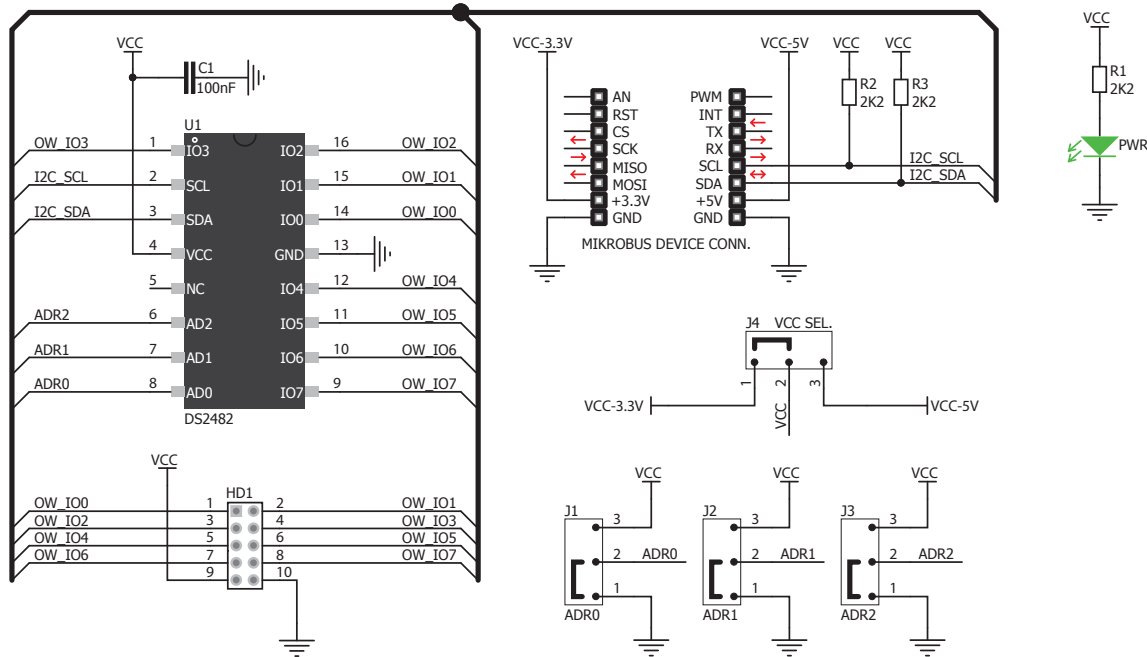 VCC
C1
100nF
U1
OW_IO3 1 IO3 IO2 16 OW_IO2
I2C_SCL 2 SCL IO1 15 OW_IO1
I2C_SDA 3 SDA IO0 14 OW_IO0
4 VCC GND 13
5 NC IO4 12 OW_IO4
ADR2 6 AD2 IO5 11 OW_IO5
ADR1 7 AD1 IO6 10 OW_IO6
ADR0 8 AD0 IO7 9 OW_IO7
DS2482
VCC
HD1
OW_IO0 1 2 OW_IO1
OW_IO2 3 4 OW_IO3
OW_IO4 5 6 OW_IO5
OW_IO6 7 8 OW_IO7
9 10
VCC-3.3V VCC-5V VCC VCC
R2
2K2
R3
2K2
AN PWM
RST INT
CS TX
SCK RX
MISO SCL I2C_SCL
MOSI SDA I2C_SDA
+3.3V +5V
GND GND
MIKROBUS DEVICE CONN.
VCC
R1
2K2
PWR
J4 VCC SEL.
1 2 3
VCC-3.3V VCC VCC-5V
VCC VCC VCC
J1 J2 J3
3 3 3
2 ADR0 2 ADR1 2 ADR2
1 1 1
ADR0 ADR1 ADR2